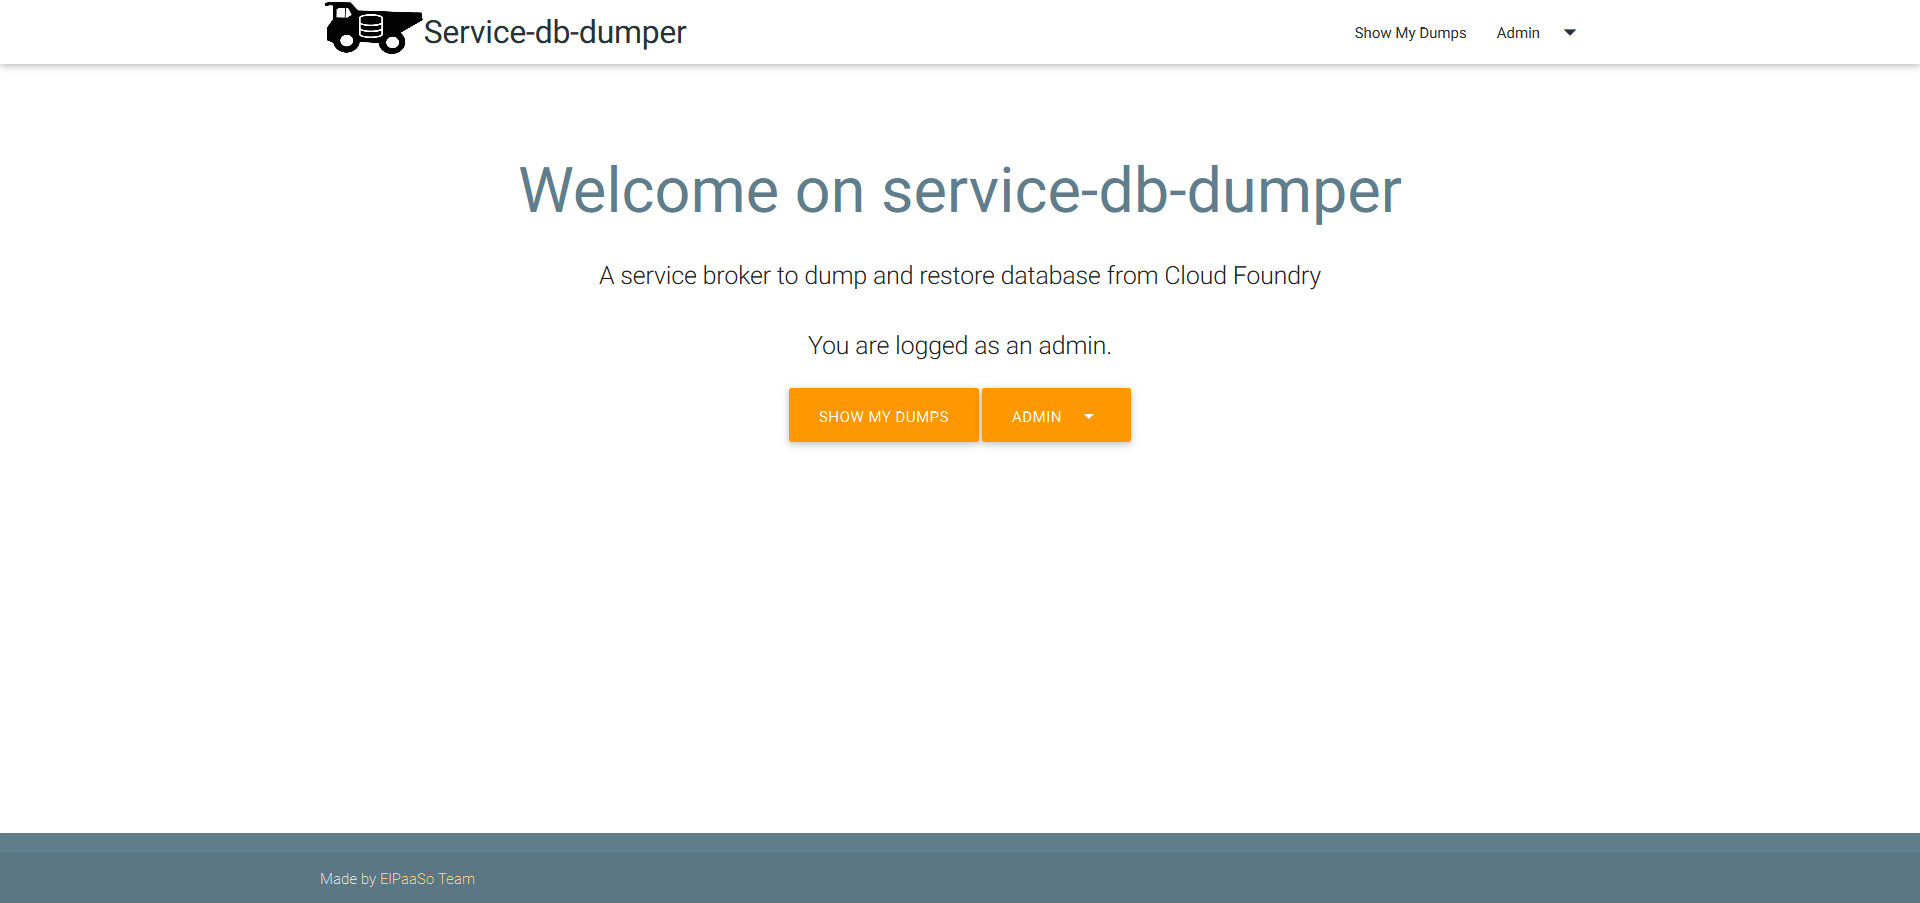 Service-db-dumper
Show My Dumps
Admin
Welcome on service-db-dumper
A service broker to dump and restore database from Cloud Foundry
You are logged as an admin.
SHOW MY DUMPS
ADMIN
Made by ElPaaSo Team